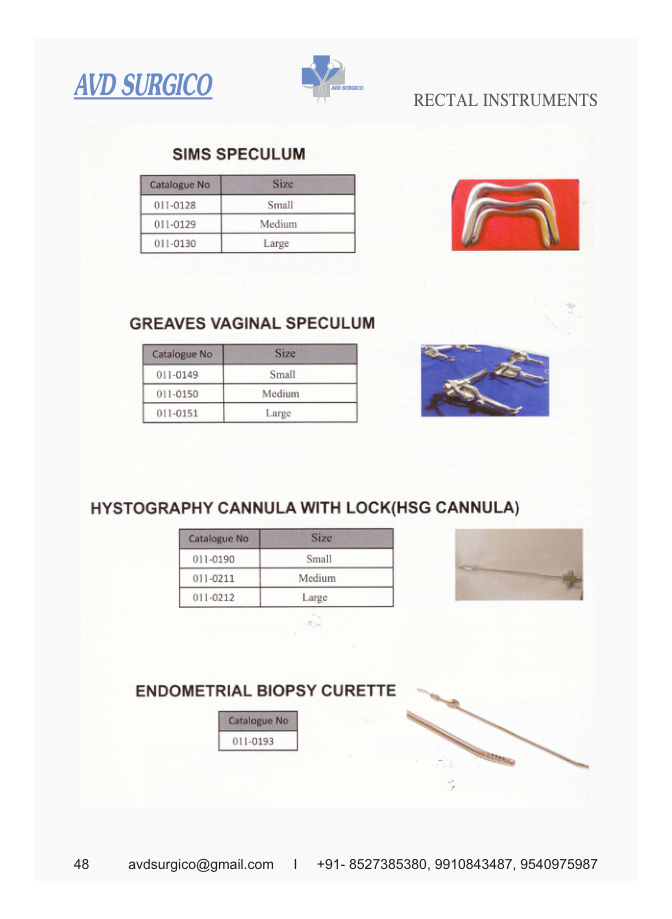 AVD SURGICO
AVD SURGICO
RECTAL INSTRUMENTS
SIMS SPECULUM
Catalogue No Size
011-0128 Small
011-0129 Medium
011-0130 Large
GREAVES VAGINAL SPECULUM
Catalogue No Size
011-0149 Small
011-0150 Medium
011-0151 Large
HYSTOGRAPHY CANNULA WITH LOCK(HSG CANNULA)
Catalogue No Size
011-0190 Small
011-0211 Medium
011-0212 Large
ENDOMETRIAL BIOPSY CURETTE
Catalogue No
011-0193
48 avdsurgico@gmail.com I +91- 8527385380, 9910843487, 9540975987